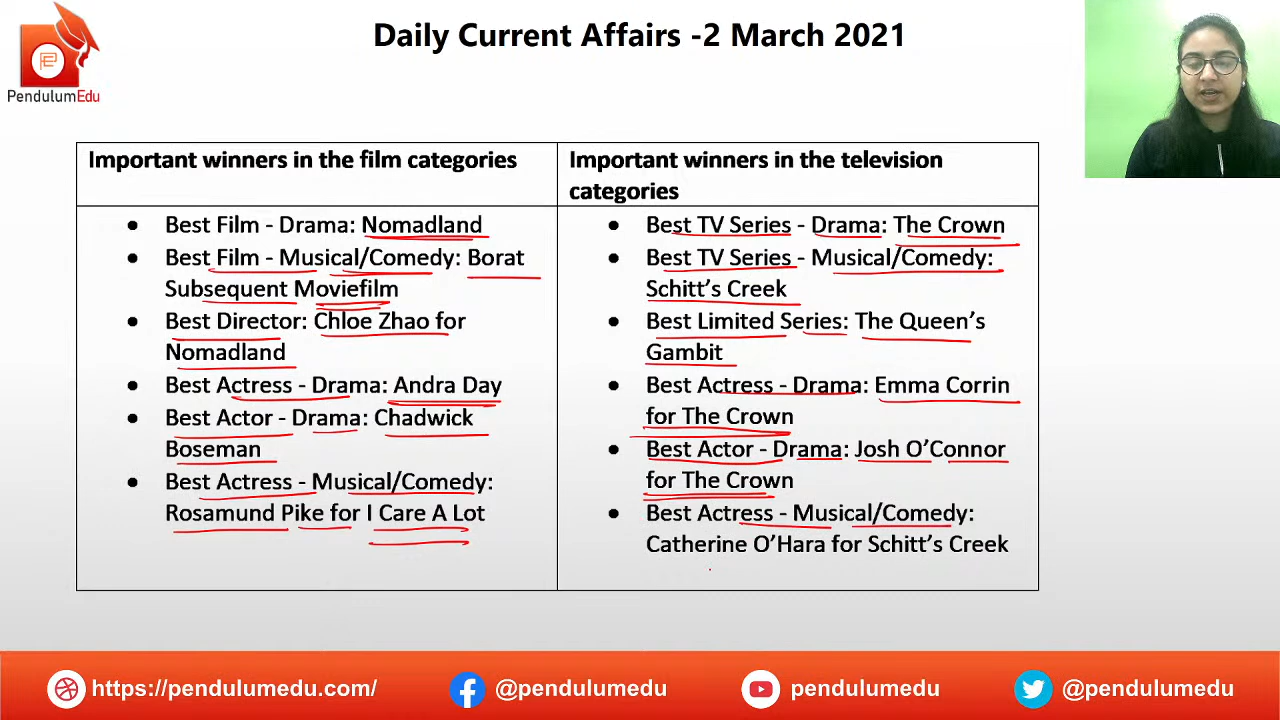 Daily Current Affairs -2 March 2021
PendulumEdu
Important winners in the film categories
Best Film - Drama: Nomadland
Best Film - Musical/Comedy: Borat
Subsequent Moviefilm
Best Director: Chloe Zhao for
Nomadland
Best Actress - Drama: Andra Day
Best Actor - Drama: Chadwick
Boseman
Best Actress - Musical/Comedy:
Rosamund Pike for I Care A Lot
Important winners in the television
categories
Best TV Series - Drama: The Crown
Best TV Series - Musical/Comedy:
Schitt’s Creek
Best Limited Series: The Queen’s
Gambit
Best Actress - Drama: Emma Corrin
for The Crown
Best Actor - Drama: Josh O’Connor
for The Crown
Best Actress - Musical/Comedy:
Catherine O’Hara for Schitt’s Creek
https://pendulumedu.com/
@pendulumedu
pendulumedu
@pendulumedu